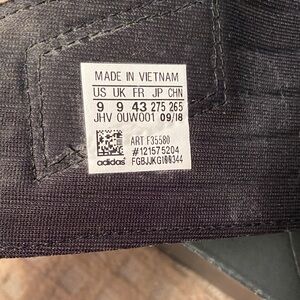 MADE IN VIETNAM
US UK FR JP CHN
9 9 43 275 265
JHV 0UW001 09/18
ART F35580
#121575204
adidas FGBJJKG108344